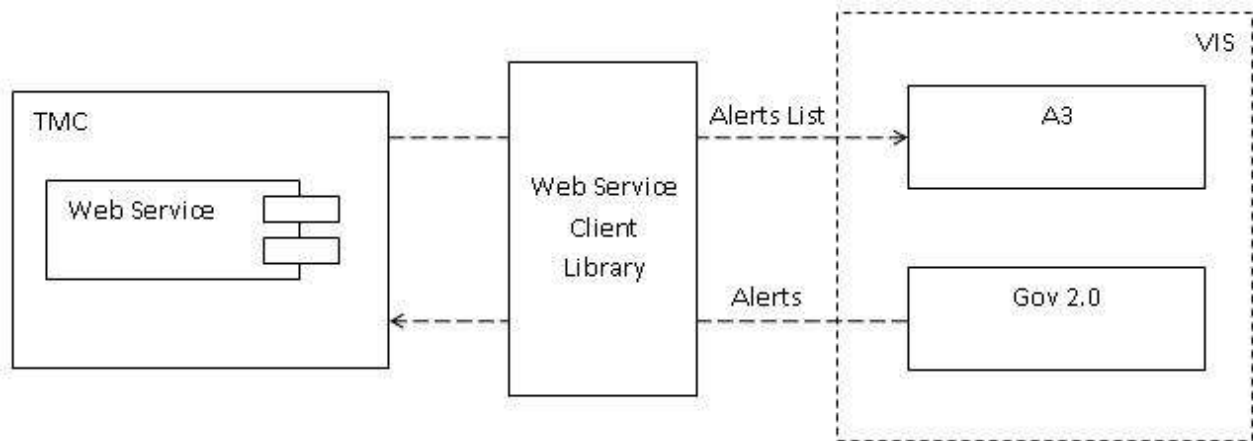 VIS
TMC
Web Service
Web Service
Client
Library
Alerts List
Alerts
A3
Gov 2.0